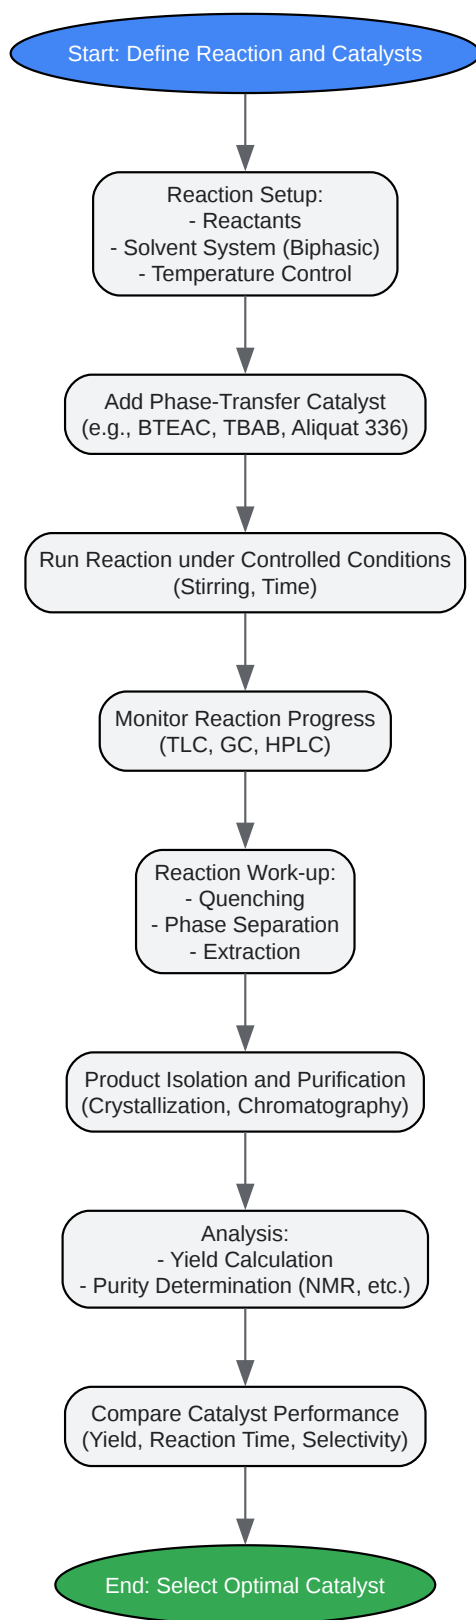 Start: Define Reaction and Catalysts
Reaction Setup:
- Reactants
- Solvent System (Biphasic)
- Temperature Control
Add Phase-Transfer Catalyst
(e.g., BTEAC, TBAB, Aliquat 336)
Run Reaction under Controlled Conditions
(Stirring, Time)
Monitor Reaction Progress
(TLC, GC, HPLC)
Reaction Work-up:
- Quenching
- Phase Separation
- Extraction
Product Isolation and Purification
(Crystallization, Chromatography)
Analysis:
- Yield Calculation
- Purity Determination (NMR, etc.)
Compare Catalyst Performance
(Yield, Reaction Time, Selectivity)
End: Select Optimal Catalyst